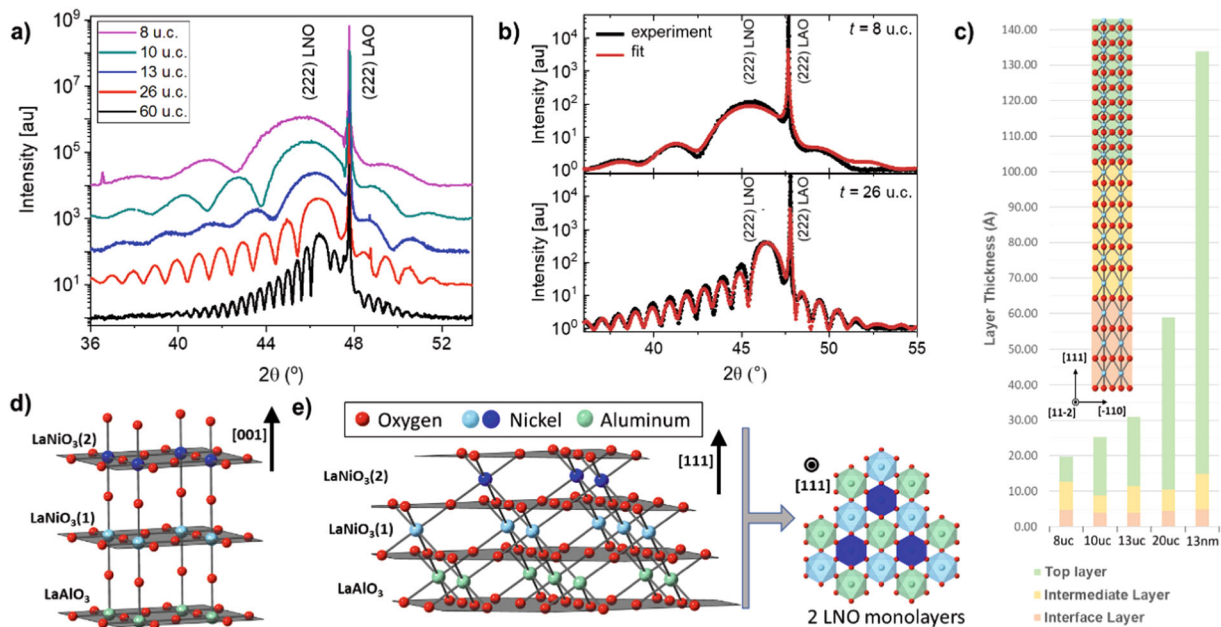 a)
10⁹
10⁷
10⁵
10³
10¹
Intensity [au]
8 u.c.
10 u.c.
13 u.c.
26 u.c.
60 u.c.
(222) LNO
(222) LAO
36
40
44
48
2θ (°)
b)
experiment
fit
t = 8 u.c.
(222) LNO
(222) LAO
10⁴
10²
10⁰
Intensity [au]
t = 26 u.c.
(222) LNO
(222) LAO
10⁴
10²
10⁰
Intensity [au]
40
45
50
55
2θ (°)
c)
Layer Thickness (Å)
140.00
130.00
120.00
110.00
100.00
90.00
80.00
70.00
60.00
50.00
40.00
30.00
20.00
10.00
0.00
[111]
[11-2]
[-110]
8uc
10uc
13uc
20uc
13nm
Top layer
Intermediate Layer
Interface Layer
d)
LaNiO₃(2)
[001]
LaNiO₃(1)
LaAlO₃
e)
Oxygen
Nickel
Aluminum
LaNiO₃(2)
[111]
LaNiO₃(1)
LaAlO₃
[111]
2 LNO monolayers